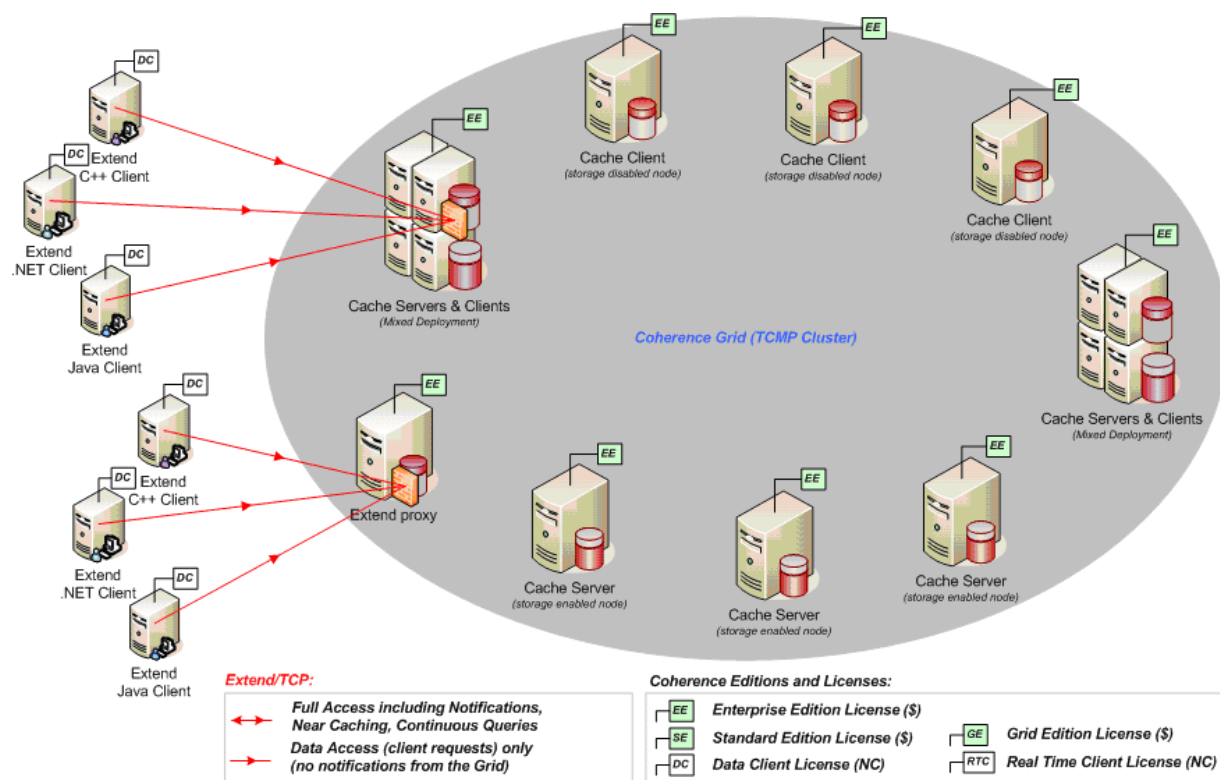 DC
Extend
C++ Client
DC
Extend
.NET Client
DC
Extend
Java Client
DC
Extend
C++ Client
DC
Extend
.NET Client
DC
Extend
Java Client
EE
Cache Servers & Clients
(Mixed Deployment)
EE
Cache Client
(storage disabled node)
EE
Cache Client
(storage disabled node)
EE
Cache Client
(storage disabled node)
EE
Cache Servers & Clients
(Mixed Deployment)
Coherence Grid (TCMP Cluster)
EE
Extend proxy
EE
Cache Server
(storage enabled node)
EE
Cache Server
(storage enabled node)
EE
Cache Server
(storage enabled node)
Extend/TCP:
Full Access including Notifications,
Near Caching, Continuous Queries
Data Access (client requests) only
(no notifications from the Grid)
Coherence Editions and Licenses:
EE Enterprise Edition License ($)
SE Standard Edition License ($)
DC Data Client License (NC)
GE Grid Edition License ($)
RTC Real Time Client License (NC)